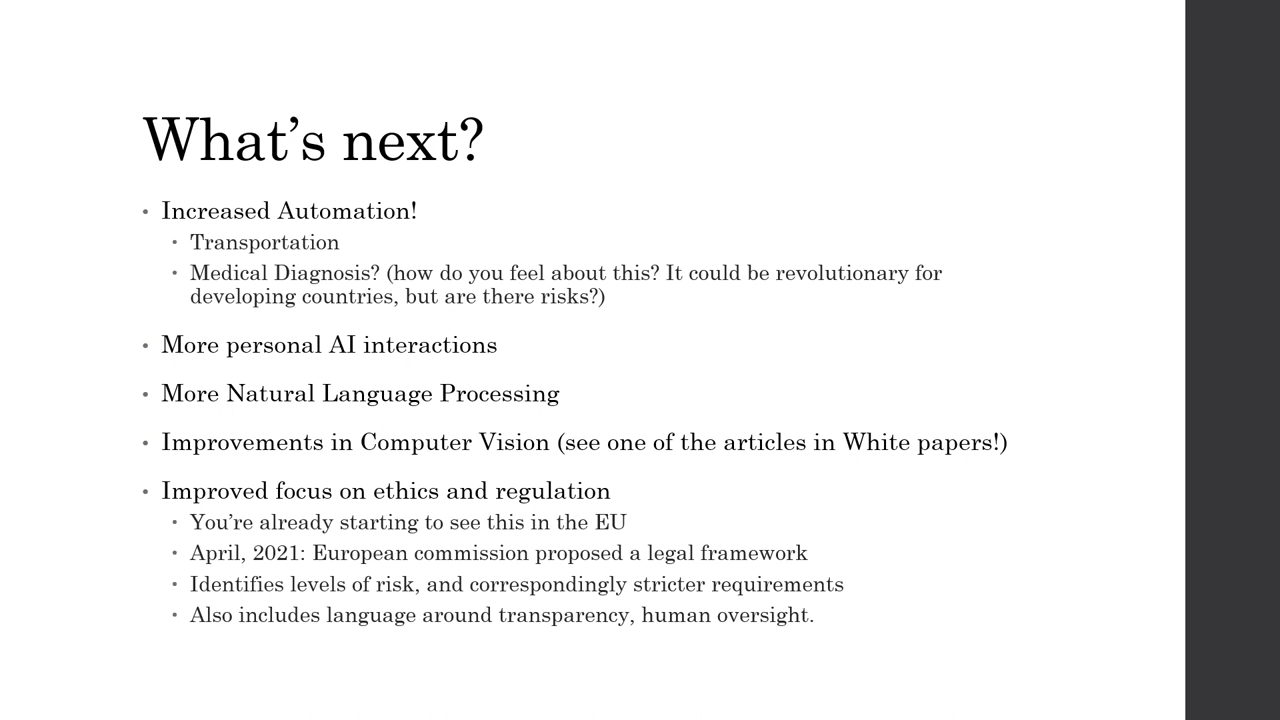 What’s next?
• Increased Automation!
• Transportation
• Medical Diagnosis? (how do you feel about this? It could be revolutionary for
developing countries, but are there risks?)
• More personal AI interactions
• More Natural Language Processing
• Improvements in Computer Vision (see one of the articles in White papers!)
• Improved focus on ethics and regulation
• You’re already starting to see this in the EU
• April, 2021: European commission proposed a legal framework
• Identifies levels of risk, and correspondingly stricter requirements
• Also includes language around transparency, human oversight.